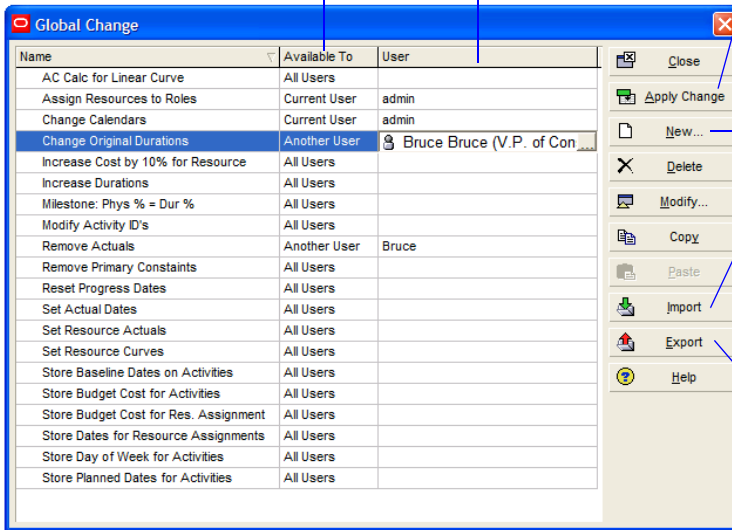 Global Change
Name Available To User
AC Calc for Linear Curve All Users
Assign Resources to Roles Current User admin
Change Calendars Current User admin
Change Original Durations Another User Bruce Bruce (V.P. of Con ...
Increase Cost by 10% for Resource All Users
Increase Durations All Users
Milestone: Phys % = Dur % All Users
Modify Activity ID's All Users
Remove Actuals Another User Bruce
Remove Primary Constaints All Users
Reset Progress Dates All Users
Set Actual Dates All Users
Set Resource Actuals All Users
Set Resource Curves All Users
Store Baseline Dates on Activities All Users
Store Budget Cost for Activities All Users
Store Budget Cost for Res. Assignment All Users
Store Dates for Resource Assignments All Users
Store Day of Week for Activities All Users
Store Planned Dates for Activities All Users
Close
Apply Change
New...
Delete
Modify...
Copy
Paste
Import
Export
Help